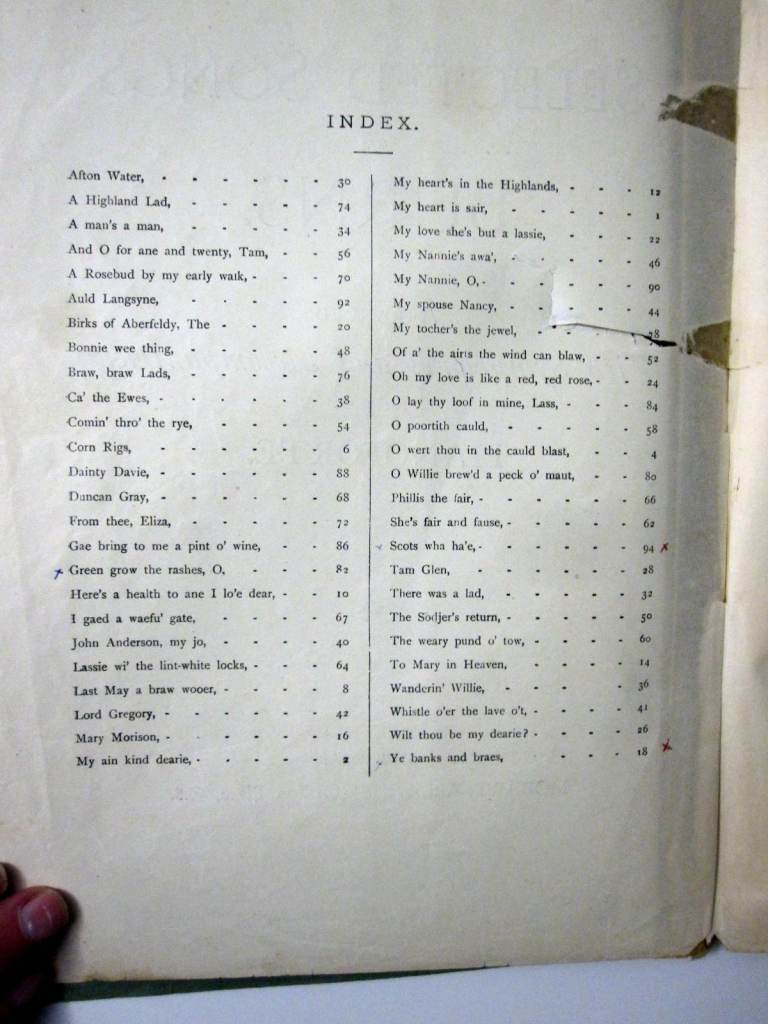 INDEX.
Afton Water, - - - - - - 30
A Highland Lad, - - - - - 74
A man's a man, - - - - - 34
And O for ane and twenty, Tam, - - 56
A Rosebud by my early walk, - - - 70
Auld Langsyne, - - - - - 92
Birks of Aberfeldy, The - - - - 20
Bonnie wee thing, - - - - - 48
Braw, braw Lads, - - - - - 76
Ca' the Ewes, - - - - - - 38
Comin' thro' the rye, - - - - 54
Corn Rigs, - - - - - - 6
Dainty Davie, - - - - - - 88
Duncan Gray, - - - - - - 68
From thee, Eliza, - - - - - 72
Gae bring to me a pint o' wine, - - 86
Green grow the rashes, O, - - - 82
Here's a health to ane I lo'e dear, - - 10
I gaed a waefu' gate, - - - - 67
John Anderson, my jo, - - - - 40
Lassie wi' the lint-white locks, - - - 64
Last May a braw wooer, - - - - 8
Lord Gregory, - - - - - - 42
Mary Morison, - - - - - - 16
My ain kind dearie, - - - - - 2
My heart's in the Highlands, - - - 12
My heart is sair, - - - - - 1
My love she's but a lassie, - - - 22
My Nannie's awa', - - - - - 46
My Nannie, O, - - - - - 90
My spouse Nancy, - - - - - 44
My tocher's the jewel, - - - - 78
Of a' the airts the wind can blaw, - - 52
Oh my love is like a red, red rose, - - 24
O lay thy loof in mine, Lass, - - - 84
O poortith cauld, - - - - - 58
O wert thou in the cauld blast, - - 4
O Willie brew'd a peck o' maut, - - 80
Phillis the fair, - - - - - - 66
She's fair and fause, - - - - - 62
Scots wha ha'e, - - - - - - 94
Tam Glen, - - - - - - 28
There was a lad, - - - - - 32
The Sodjer's return, - - - - - 50
The weary pund o' tow, - - - - 60
To Mary in Heaven, - - - - 14
Wanderin' Willie, - - - - 36
Whistle o'er the lave o't, - - - - 41
Wilt thou be my dearie? - - - - 26
Ye banks and braes, - - - 18